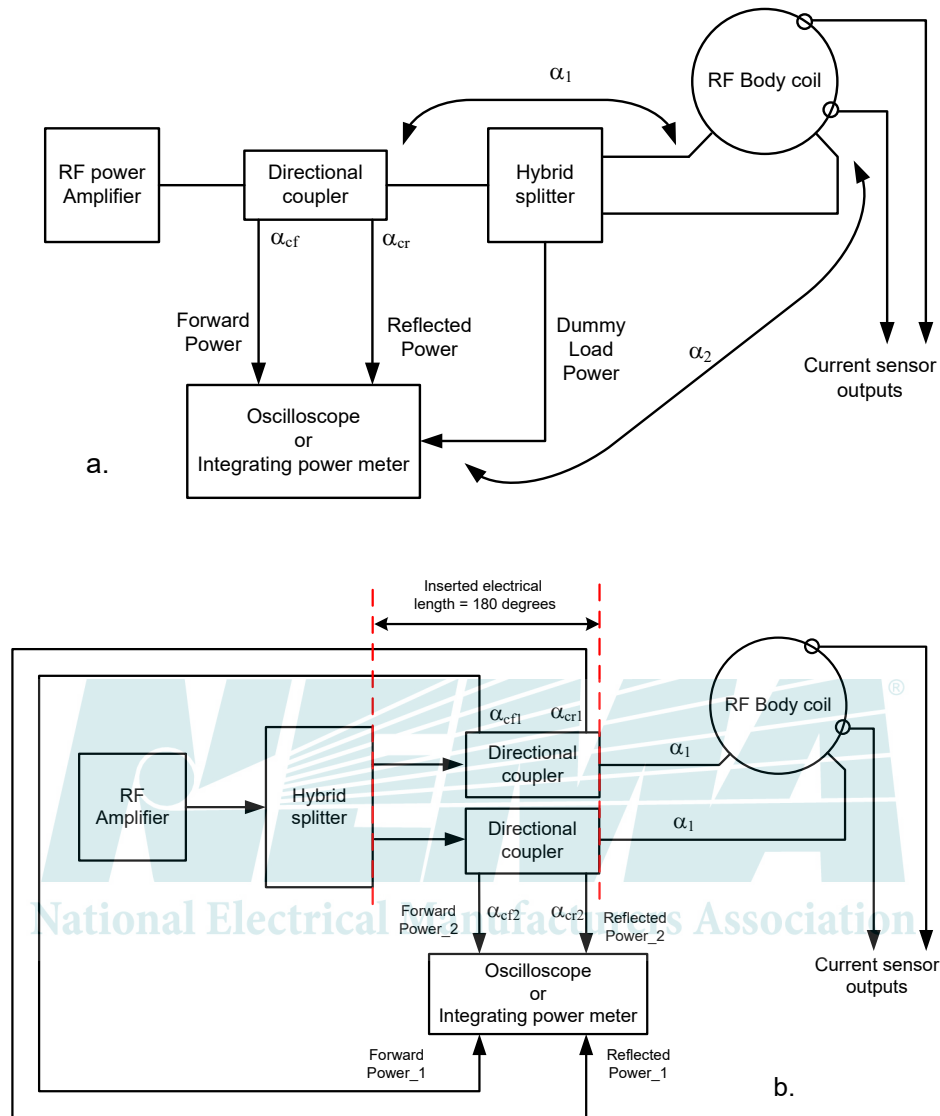 α1
RF Body coil
RF power
Amplifier
Directional
coupler
Hybrid
splitter
αcf
αcr
Forward
Power
Reflected
Power
Dummy
Load
Power
α2
Current sensor
outputs
Oscilloscope
or
Integrating power meter
a.
Inserted electrical
length = 180 degrees
NEMA®
RF Body coil
αcf1
αcr1
Directional
coupler
α1
RF
Amplifier
Hybrid
splitter
Directional
coupler
α1
National Electrical Manufacturers Association
Forward
Power_2
αcf2
αcr2
Reflected
Power_2
Current sensor
outputs
Oscilloscope
or
Integrating power meter
Forward
Power_1
Reflected
Power_1
b.